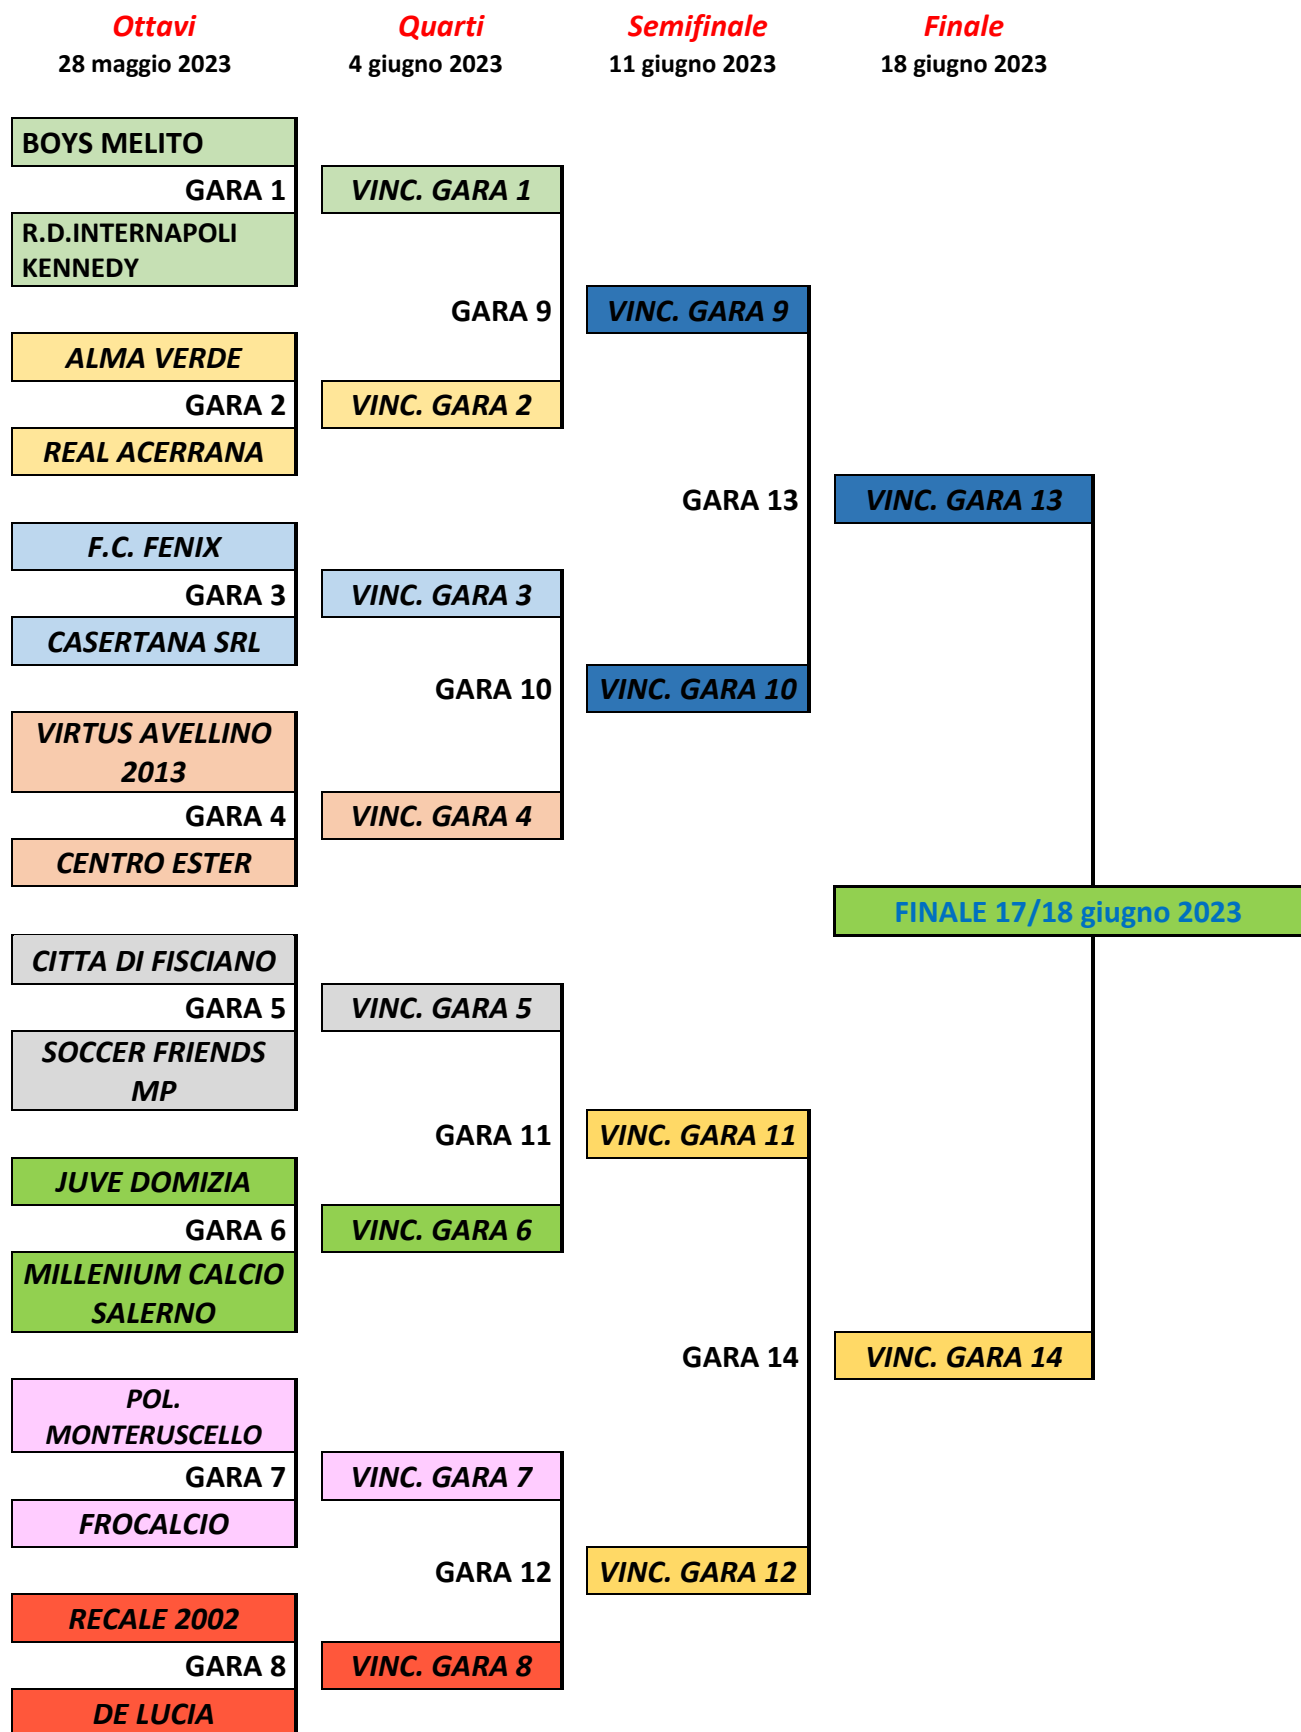 Ottavi Quarti Semifinale Finale
28 maggio 2023 4 giugno 2023 11 giugno 2023 18 giugno 2023
BOYS MELITO
GARA 1 VINC. GARA 1
R.D.INTERNAPOLI
KENNEDY
GARA 9 VINC. GARA 9
ALMA VERDE
GARA 2 VINC. GARA 2
REAL ACERRANA
GARA 13 VINC. GARA 13
F.C. FENIX
GARA 3 VINC. GARA 3
CASERTANA SRL
GARA 10 VINC. GARA 10
VIRTUS AVELLINO
2013
GARA 4 VINC. GARA 4
CENTRO ESTER
FINALE 17/18 giugno 2023
CITTA DI FISCIANO
GARA 5 VINC. GARA 5
SOCCER FRIENDS
MP
GARA 11 VINC. GARA 11
JUVE DOMIZIA
GARA 6 VINC. GARA 6
MILLENIUM CALCIO
SALERNO
GARA 14 VINC. GARA 14
POL.
MONTERUSCELLO
GARA 7 VINC. GARA 7
FROCALCIO
GARA 12 VINC. GARA 12
RECALE 2002
GARA 8 VINC. GARA 8
DE LUCIA